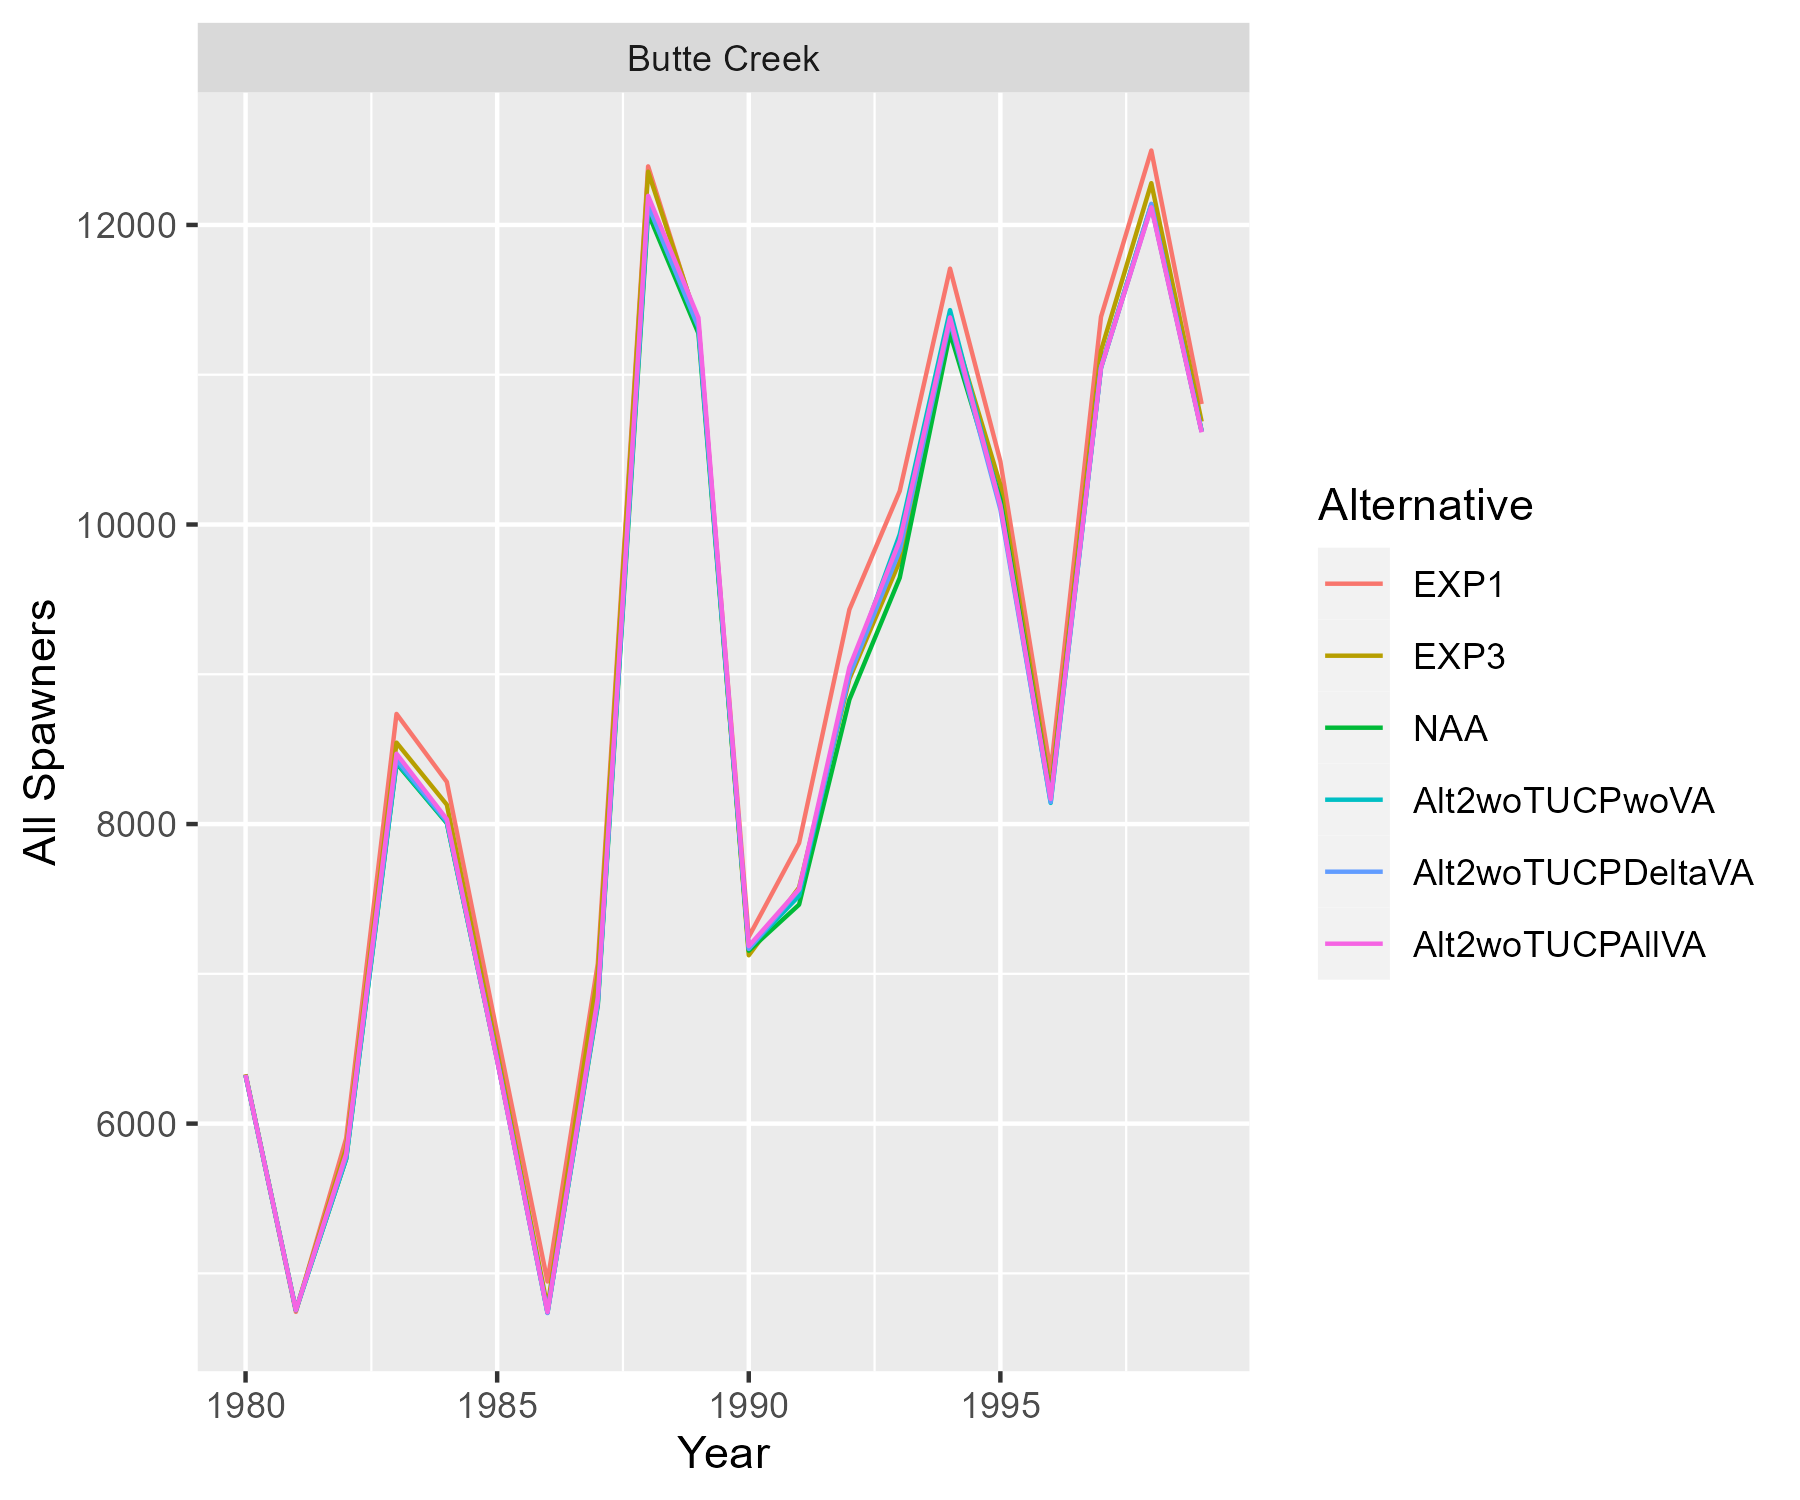 Butte Creek
12000
10000
8000
6000
All Spawners
1980 1985 1990 1995
Year
Alternative
EXP1
EXP3
NAA
Alt2woTUCPwoVA
Alt2woTUCPDeltaVA
Alt2woTUCPAllVA